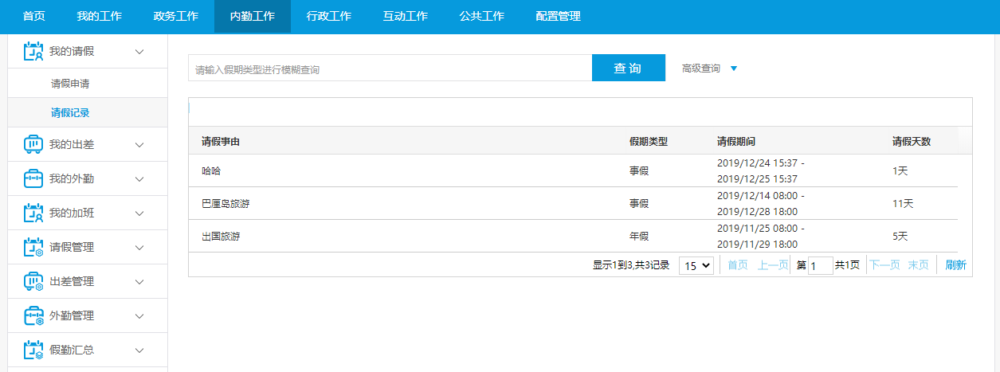 首页 我的工作 政务工作 内勤工作 行政工作 互动工作 公共工作 配置管理
我的请假
请假申请
请假记录
我的出差
我的外勤
我的加班
请假管理
出差管理
外勤管理
假勤汇总
请输入假期类型进行模糊查询 查 询 高级查询
请假事由 假期类型 请假期间 请假天数
哈哈 事假 2019/12/24 15:37 -
2019/12/25 15:37 1天
巴厘岛旅游 事假 2019/12/14 08:00 -
2019/12/28 18:00 11天
出国旅游 年假 2019/11/25 08:00 -
2019/11/29 18:00 5天
显示1到3,共3记录 15 首页 上一页 第 1 共1页 下一页 末页 刷新